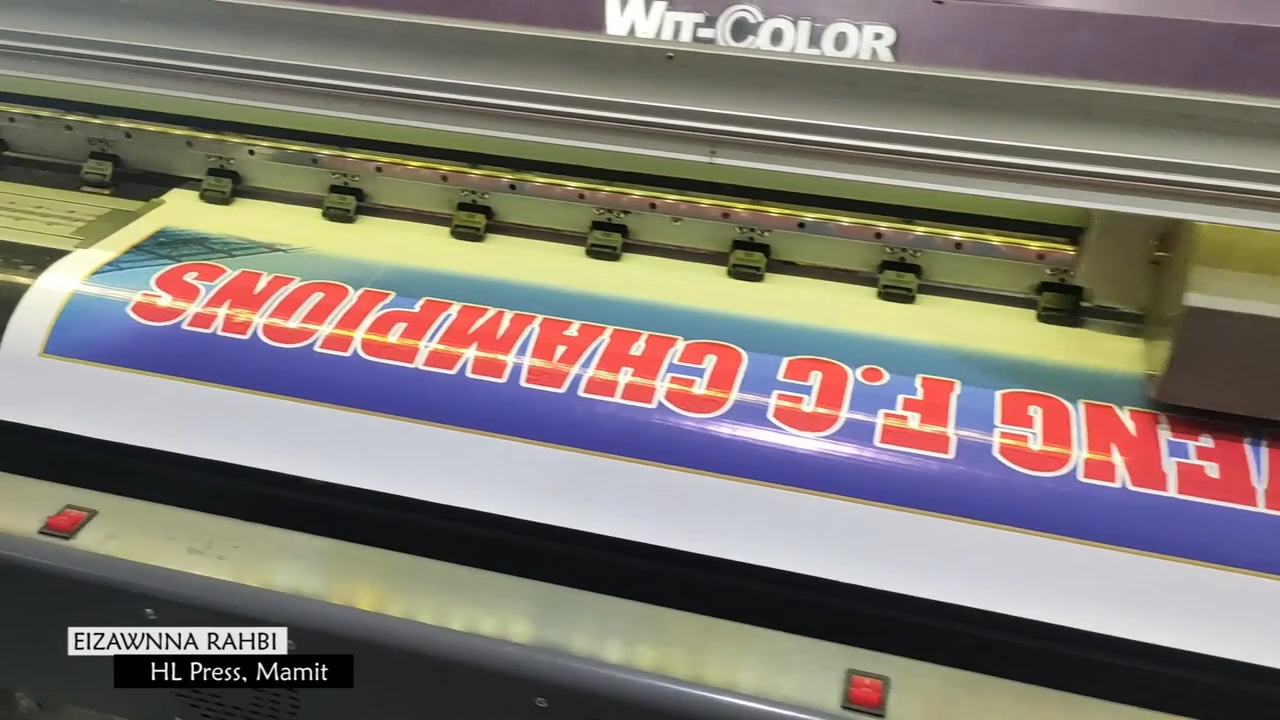 WIT-COLOR
ENG F.C CHAMPIONS
EIZAWNNA RAHBI
HL Press, Mamit